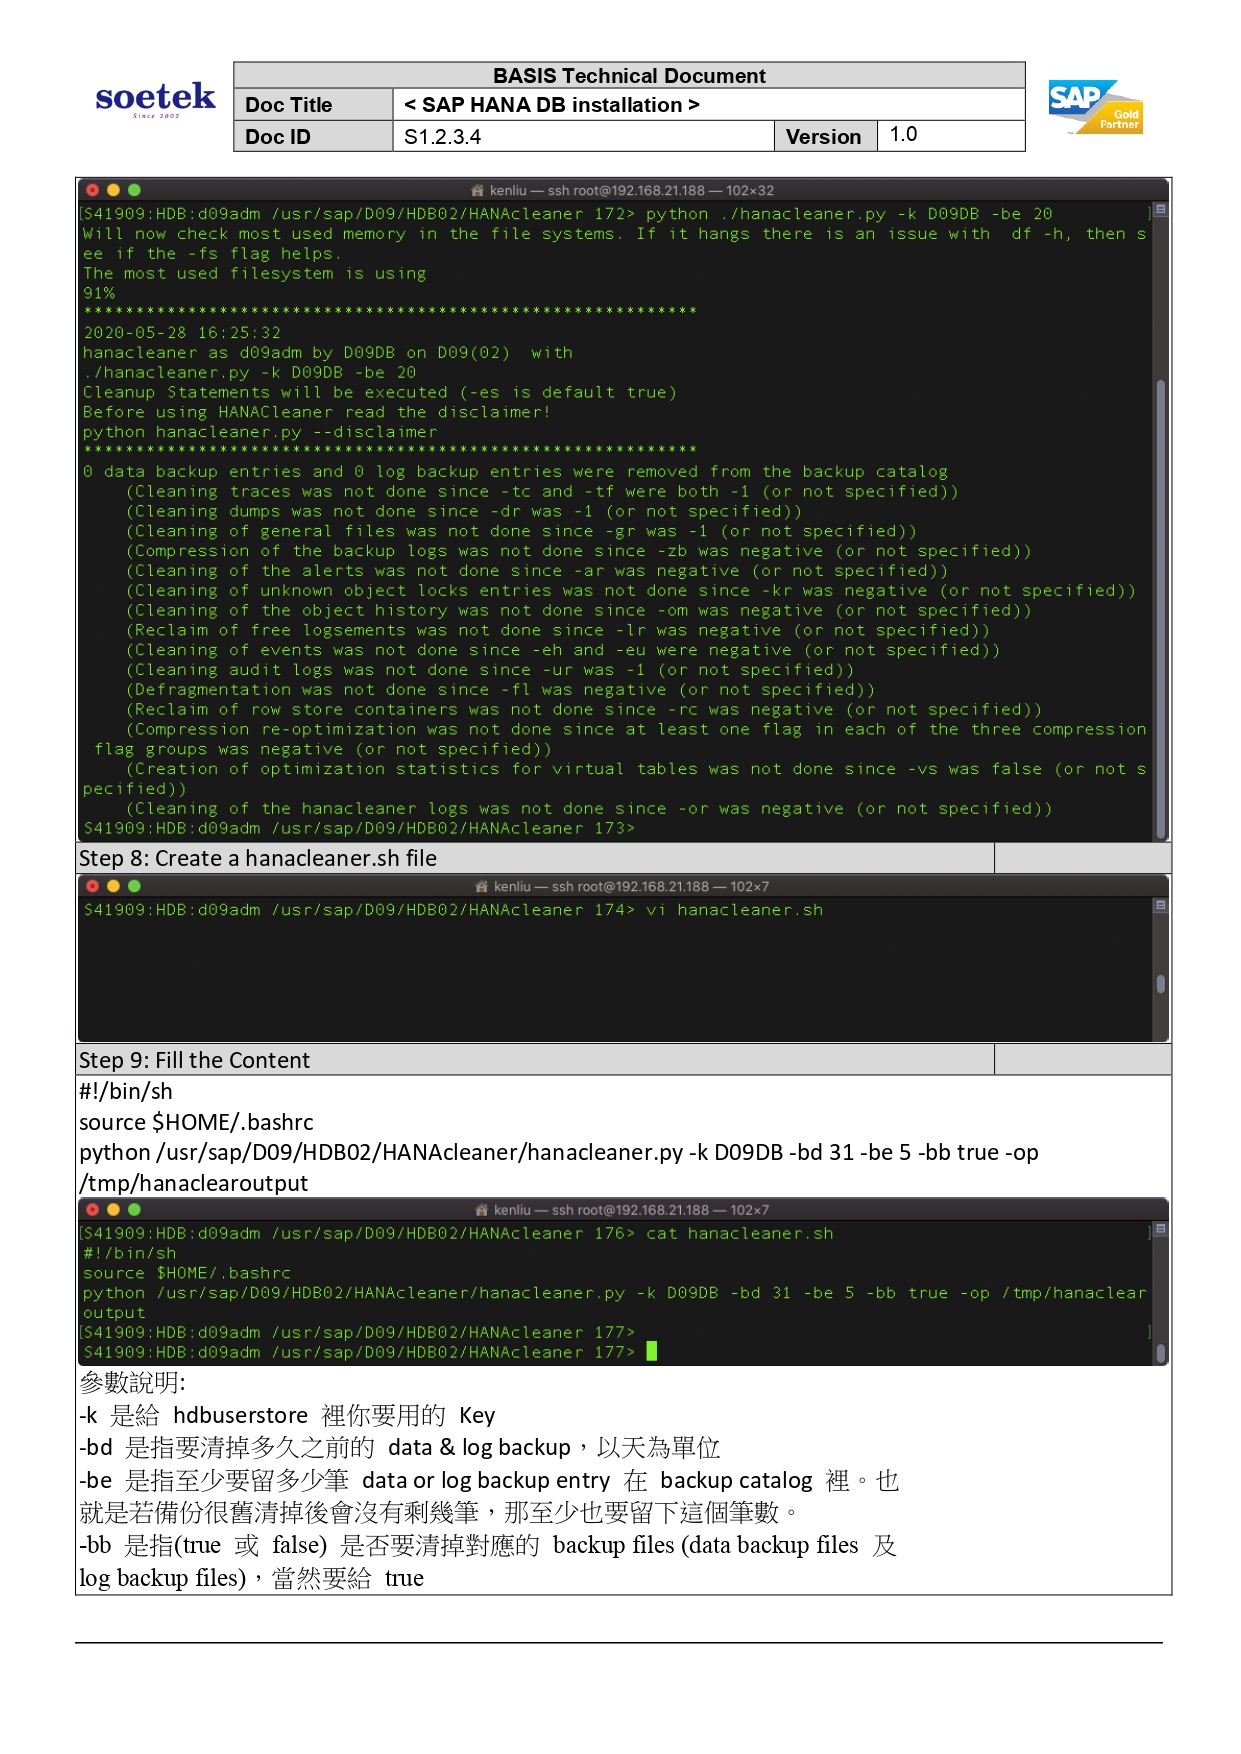 soetek
Since 2002
BASIS Technical Document
Doc Title < SAP HANA DB installation >
Doc ID S1.2.3.4 Version 1.0
SAP Gold
Partner
kenliu — ssh root@192.168.21.188 — 102×32
[S41909:HDB:d09adm /usr/sap/D09/HDB02/HANAcleaner 172> python ./hanacleaner.py -k D09DB -be 20 ]
Will now check most used memory in the file systems. If it hangs there is an issue with  df -h, then s
ee if the -fs flag helps.
The most used filesystem is using
91%
***********************************************************
2020-05-28 16:25:32
hanacleaner as d09adm by D09DB on D09(02)  with
./hanacleaner.py -k D09DB -be 20
Cleanup Statements will be executed (-es is default true)
Before using HANACleaner read the disclaimer!
python hanacleaner.py --disclaimer
***********************************************************
0 data backup entries and 0 log backup entries were removed from the backup catalog
(Cleaning traces was not done since -tc and -tf were both -1 (or not specified))
(Cleaning dumps was not done since -dr was -1 (or not specified))
(Cleaning of general files was not done since -gr was -1 (or not specified))
(Compression of the backup logs was not done since -zb was negative (or not specified))
(Cleaning of the alerts was not done since -ar was negative (or not specified))
(Cleaning of unknown object locks entries was not done since -kr was negative (or not specified))
(Cleaning of the object history was not done since -om was negative (or not specified))
(Reclaim of free logsements was not done since -lr was negative (or not specified))
(Cleaning of events was not done since -eh and -eu were negative (or not specified))
(Cleaning audit logs was not done since -ur was -1 (or not specified))
(Defragmentation was not done since -fl was negative (or not specified))
(Reclaim of row store containers was not done since -rc was negative (or not specified))
(Compression re-optimization was not done since at least one flag in each of the three compression
flag groups was negative (or not specified))
(Creation of optimization statistics for virtual tables was not done since -vs was false (or not s
pecified))
(Cleaning of the hanacleaner logs was not done since -or was negative (or not specified))
S41909:HDB:d09adm /usr/sap/D09/HDB02/HANAcleaner 173>
Step 8: Create a hanacleaner.sh file
kenliu — ssh root@192.168.21.188 — 102×7
S41909:HDB:d09adm /usr/sap/D09/HDB02/HANAcleaner 174> vi hanacleaner.sh
Step 9: Fill the Content
#!/bin/sh
source $HOME/.bashrc
python /usr/sap/D09/HDB02/HANAcleaner/hanacleaner.py -k D09DB -bd 31 -be 5 -bb true -op
/tmp/hanaclearoutput
kenliu — ssh root@192.168.21.188 — 102×7
[S41909:HDB:d09adm /usr/sap/D09/HDB02/HANAcleaner 176> cat hanacleaner.sh ]
#!/bin/sh
source $HOME/.bashrc
python /usr/sap/D09/HDB02/HANAcleaner/hanacleaner.py -k D09DB -bd 31 -be 5 -bb true -op /tmp/hanaclear
output
[S41909:HDB:d09adm /usr/sap/D09/HDB02/HANAcleaner 177> ]
S41909:HDB:d09adm /usr/sap/D09/HDB02/HANAcleaner 177>
參數說明:
-k 是給 hdbuserstore 裡你要用的 Key
-bd 是指要清掉多久之前的 data & log backup，以天為單位
-be 是指至少要留多少筆 data or log backup entry 在 backup catalog 裡。也
就是若備份很舊清掉後會沒有剩幾筆，那至少也要留下這個筆數。
-bb 是指(true 或 false) 是否要清掉對應的 backup files (data backup files 及
log backup files)，當然要給 true